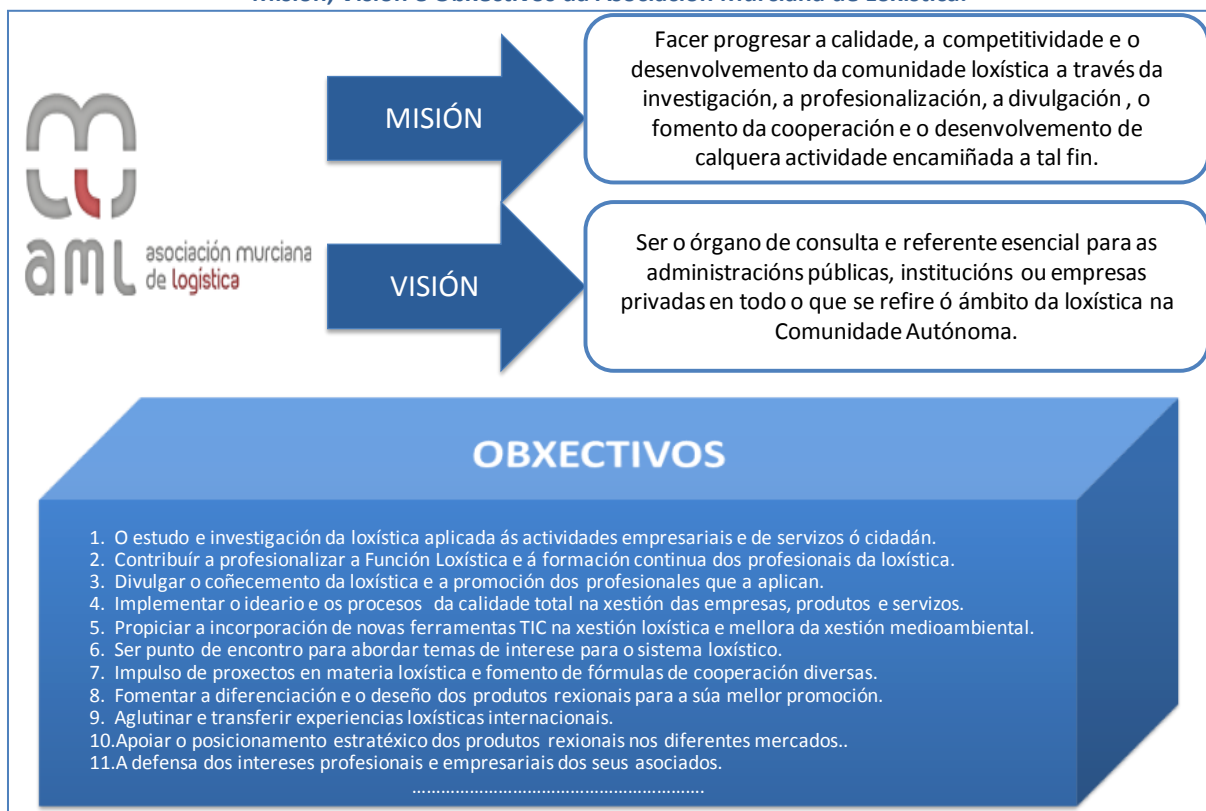 Misión, Visión e Obxectivos da Asociación Murciana de Loxística.
Facer progresar a calidade, a competitividade e o
desenvolvemento da comunidade loxística a través da
investigación, a profesionalización, a divulgación , o
fomento da cooperación e o desenvolvemento de
calquera actividade encamiñada a tal fin.
MISIÓN
Ser o órgano de consulta e referente esencial para as
administracións públicas, institucións ou empresas
privadas en todo o que se refire ó ámbito da loxística na
Comunidade Autónoma.
VISIÓN
aml asociación murciana
de logística
OBXECTIVOS
1. O estudo e investigación da loxística aplicada ás actividades empresariais e de servizos ó cidadán.
2. Contribuír a profesionalizar a Función Loxística e á formación continua dos profesionais da loxística.
3. Divulgar o coñecemento da loxística e a promoción dos profesionales que a aplican.
4. Implementar o ideario e os procesos da calidade total na xestión das empresas, produtos e servizos.
5. Propiciar a incorporación de novas ferramentas TIC na xestión loxística e mellora da xestión medioambiental.
6. Ser punto de encontro para abordar temas de interese para o sistema loxístico.
7. Impulso de proxectos en materia loxística e fomento de fórmulas de cooperación diversas.
8. Fomentar a diferenciación e o deseño dos produtos rexionais para a súa mellor promoción.
9. Aglutinar e transferir experiencias loxísticas internacionais.
10.Apoiar o posicionamento estratéxico dos produtos rexionais nos diferentes mercados..
11.A defensa dos intereses profesionais e empresariais dos seus asociados.
……………………………………………………….